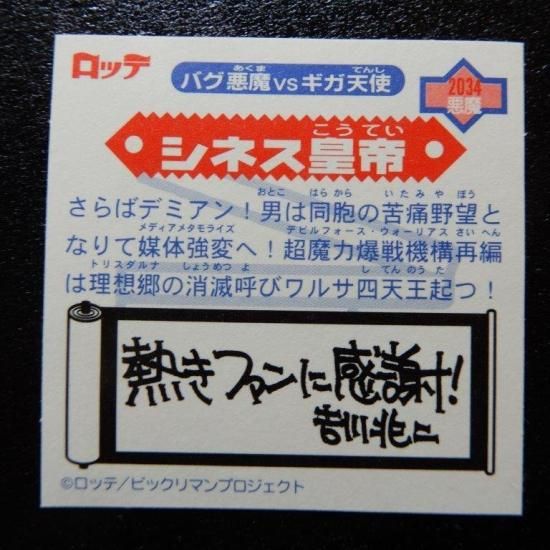 ロッテ
バグ悪魔vsギガ天使
あくま
てんし
2034
悪魔
こうてい
シネス皇帝
おとこ はらから いたみやぼう
さらばデミアン!男は同胞の苦痛野望と
メディアメタモライズ デビルフォース・ウォーリアス さいへん
なりて媒体強変へ!超魔力爆戦機構再編
トリスダルナ しょうめつよ してんのうた
は理想郷の消滅呼びワルサ四天王起つ!
熱きファンに感謝!
©ロッテ/ビックリマンプロジェクト